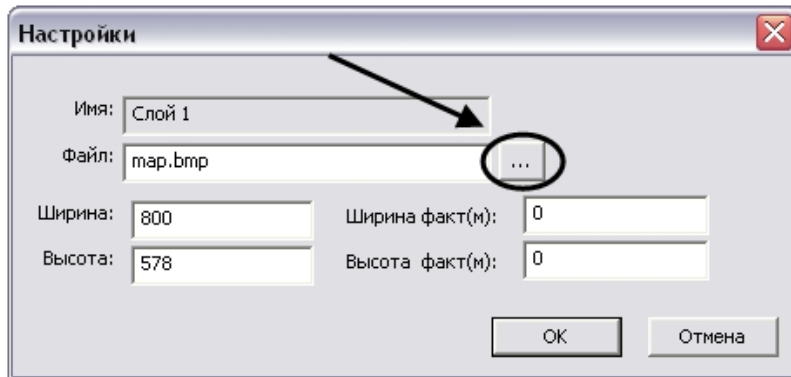 Настройки
Имя: Слой 1
Файл: map.bmp ...
Ширина: 800 Ширина факт(м): 0
Высота: 578 Высота факт(м): 0
OK Отмена